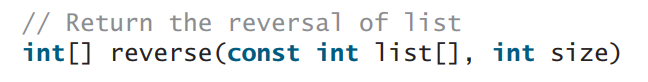 // Return the reversal of list
int[] reverse(const int list[], int size)